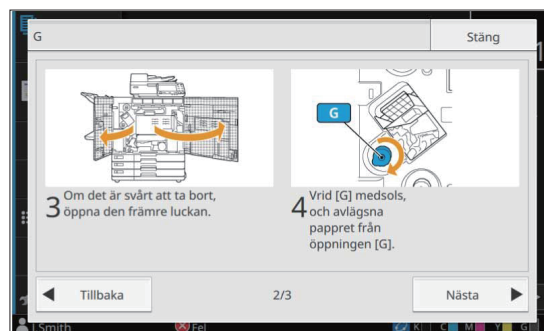 G
Stäng
3 Om det är svårt att ta bort,
öppna den främre luckan.
G
4 Vrid [G] medsols,
och avlägsna
pappret från
öppningen [G].
Tillbaka
2/3
Nästa
J.Smith
Fel
K C M Y G